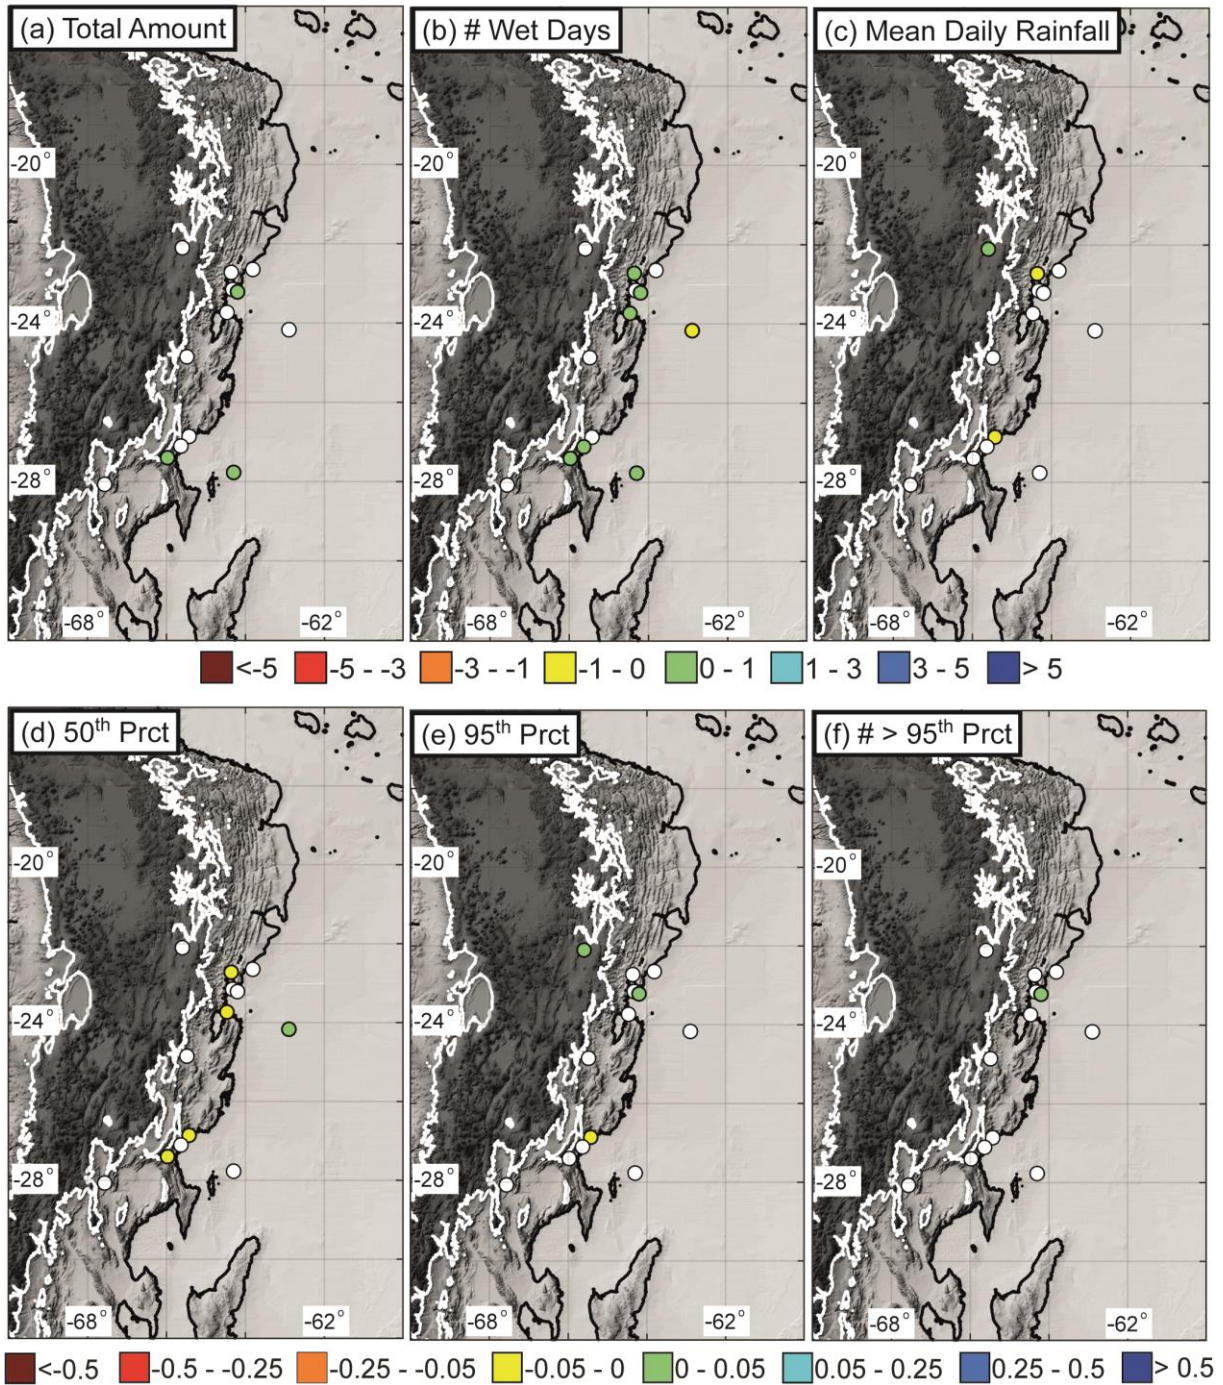 (a) Total Amount
(b) # Wet Days
(c) Mean Daily Rainfall
-20° -20° -20°
-24° -24° -24°
-28° -28° -28°
-68° -62° -68° -62° -68° -62°
<-5 -5 - -3 -3 - -1 -1 - 0 0 - 1 1 - 3 3 - 5 > 5
(d) 50th Prct
(e) 95th Prct
(f) # > 95th Prct
-20° -20° -20°
-24° -24° -24°
-28° -28° -28°
-68° -62° -68° -62° -68° -62°
<-0.5 -0.5 - -0.25 -0.25 - -0.05 -0.05 - 0 0 - 0.05 0.05 - 0.25 0.25 - 0.5 > 0.5